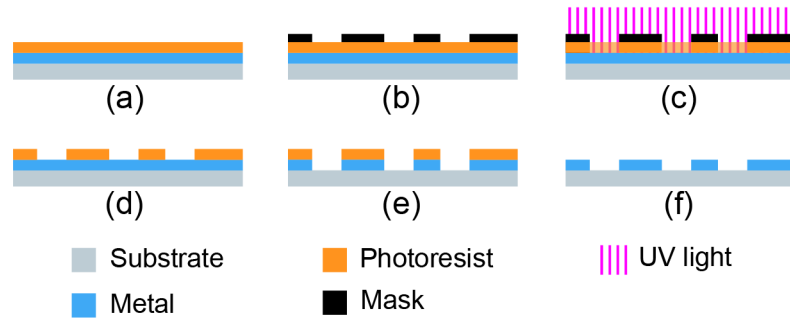 (a)
(b)
(c)
(d)
(e)
(f)
Substrate
Photoresist
UV light
Metal
Mask